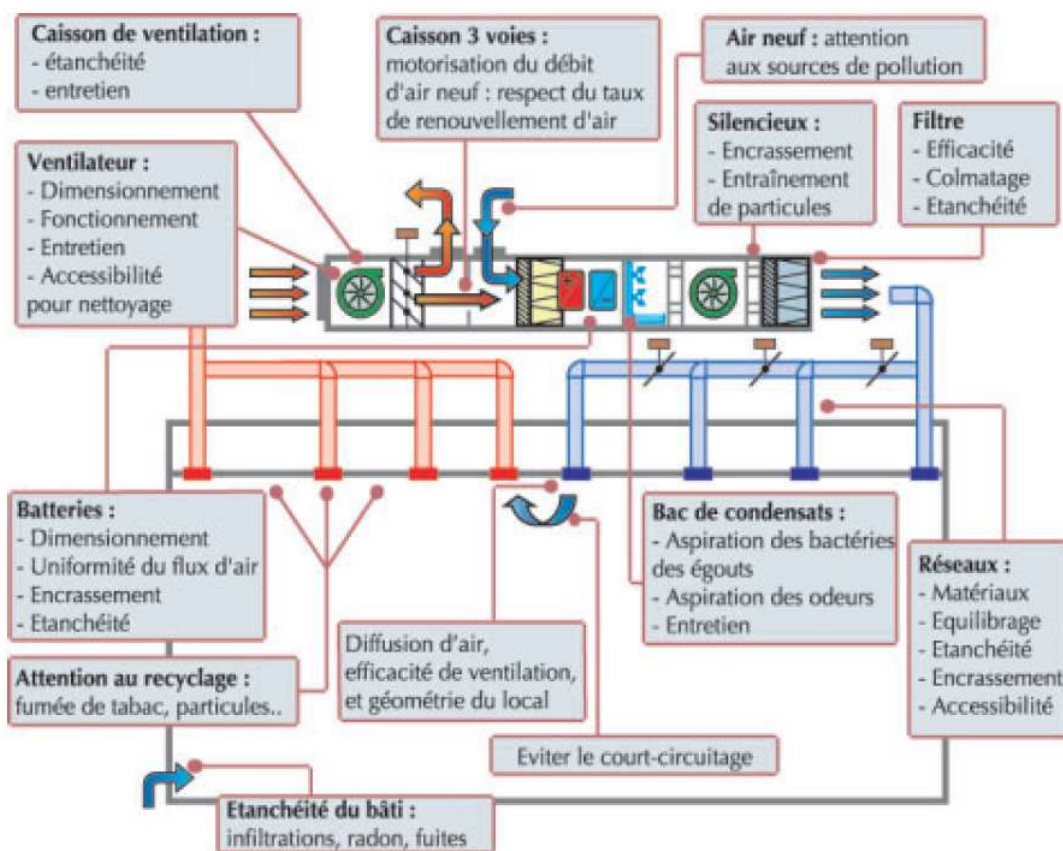 Caisson de ventilation :
- étanchéité
- entretien
Caisson 3 voies :
motorisation du débit
d'air neuf : respect du taux
de renouvellement d'air
Air neuf : attention
aux sources de pollution
Ventilateur :
- Dimensionnement
- Fonctionnement
- Entretien
- Accessibilité
pour nettoyage
Silencieux :
- Encrassement
- Entraînement
de particules
Filtre
- Efficacité
- Colmatage
- Etanchéité
+
-
Batteries :
- Dimensionnement
- Uniformité du flux d'air
- Encrassement
- Etanchéité
Bac de condensats :
- Aspiration des bactéries
des égouts
- Aspiration des odeurs
- Entretien
Réseaux :
- Matériaux
- Equilibrage
- Etanchéité
- Encrassement
- Accessibilité
Diffusion d'air,
efficacité de ventilation,
et géométrie du local
Attention au recyclage :
fumée de tabac, particules..
Eviter le court-circuitage
Etanchéité du bâti :
infiltrations, radon, fuites